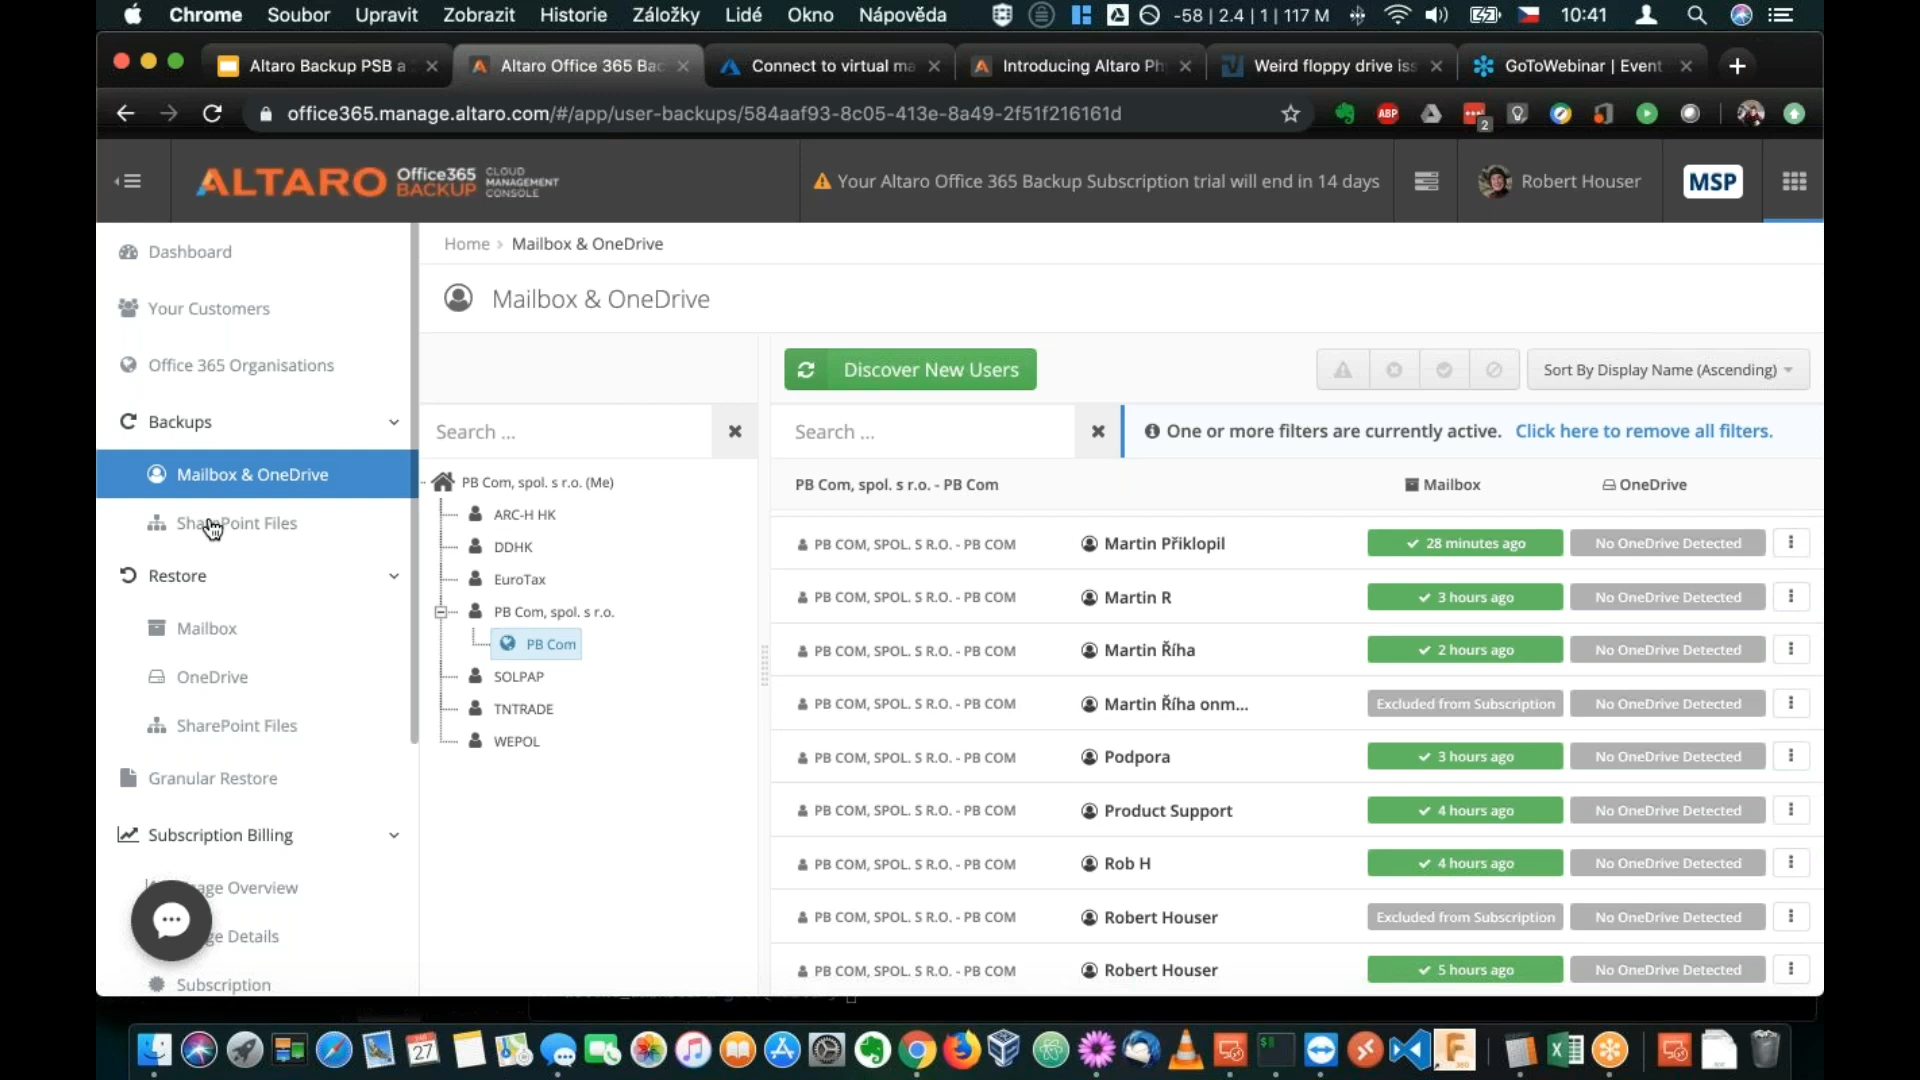 Chrome Soubor Upravit Zobrazit Historie Záložky Lidé Okno Nápověda -58 | 2.4 | 1 | 117 M 10:41
Altaro Backup PSB a
Altaro Office 365 Bac
Connect to virtual ma
Introducing Altaro Ph
Weird floppy drive iss
GoToWebinar | Event
office365.manage.altaro.com/#/app/user-backups/584aaf93-8c05-413e-8a49-2f51f216161d
ABP
2
ALTARO Office365 BACKUP CLOUD MANAGEMENT CONSOLE
Your Altaro Office 365 Backup Subscription trial will end in 14 days
Robert Houser
MSP
Dashboard
Your Customers
Office 365 Organisations
Backups
Mailbox & OneDrive
SharePoint Files
Restore
Mailbox
OneDrive
SharePoint Files
Granular Restore
Subscription Billing
Overview
Details
Subscription
Home › Mailbox & OneDrive
Mailbox & OneDrive
Discover New Users
Sort By Display Name (Ascending)
Search ...
Search ...
One or more filters are currently active. Click here to remove all filters.
PB Com, spol. s r.o. (Me)
ARC-H HK
DDHK
EuroTax
PB Com, spol. s r.o.
PB Com
SOLPAP
TNTRADE
WEPOL
PB Com, spol. s r.o. - PB Com Mailbox OneDrive
PB COM, SPOL. S R.O. - PB COM Martin Přiklopil 28 minutes ago No OneDrive Detected
PB COM, SPOL. S R.O. - PB COM Martin R 3 hours ago No OneDrive Detected
PB COM, SPOL. S R.O. - PB COM Martin Říha 2 hours ago No OneDrive Detected
PB COM, SPOL. S R.O. - PB COM Martin Říha onm... Excluded from Subscription No OneDrive Detected
PB COM, SPOL. S R.O. - PB COM Podpora 3 hours ago No OneDrive Detected
PB COM, SPOL. S R.O. - PB COM Product Support 4 hours ago No OneDrive Detected
PB COM, SPOL. S R.O. - PB COM Rob H 4 hours ago No OneDrive Detected
PB COM, SPOL. S R.O. - PB COM Robert Houser Excluded from Subscription No OneDrive Detected
PB COM, SPOL. S R.O. - PB COM Robert Houser 5 hours ago No OneDrive Detected
27